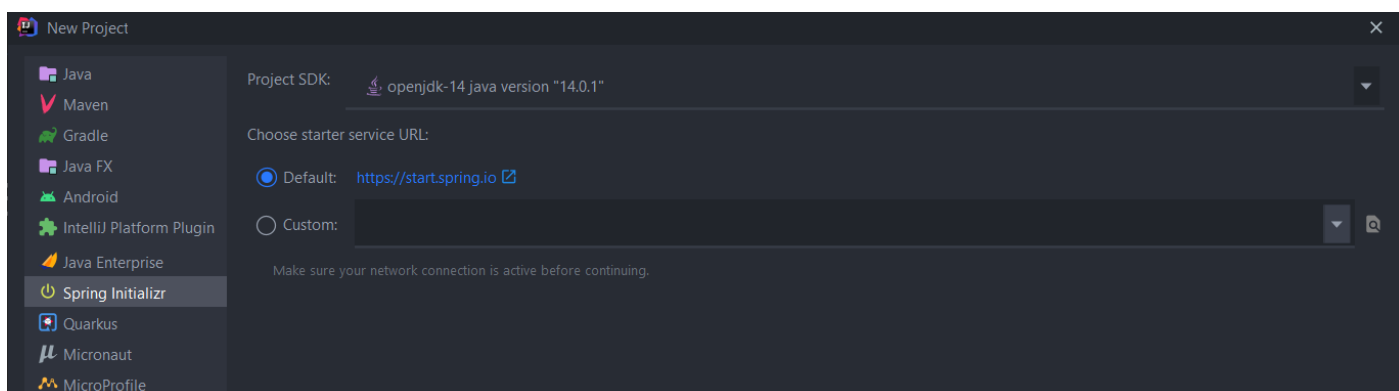 New Project
Java
Maven
Gradle
Java FX
Android
IntelliJ Platform Plugin
Java Enterprise
Spring Initializr
Quarkus
Micronaut
MicroProfile
Project SDK: openjdk-14 java version "14.0.1"
Choose starter service URL:
Default: https://start.spring.io
Custom:
Make sure your network connection is active before continuing.